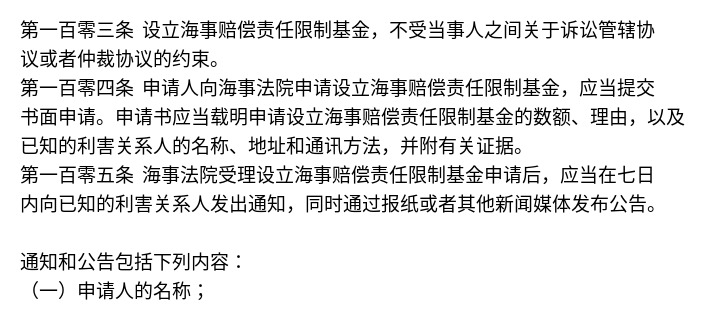 第一百零三条 设立海事赔偿责任限制基金，不受当事人之间关于诉讼管辖协
议或者仲裁协议的约束。
第一百零四条 申请人向海事法院申请设立海事赔偿责任限制基金，应当提交
书面申请。申请书应当载明申请设立海事赔偿责任限制基金的数额、理由，以及
已知的利害关系人的名称、地址和通讯方法，并附有关证据。
第一百零五条 海事法院受理设立海事赔偿责任限制基金申请后，应当在七日
内向已知的利害关系人发出通知，同时通过报纸或者其他新闻媒体发布公告。
通知和公告包括下列内容：
（一）申请人的名称；